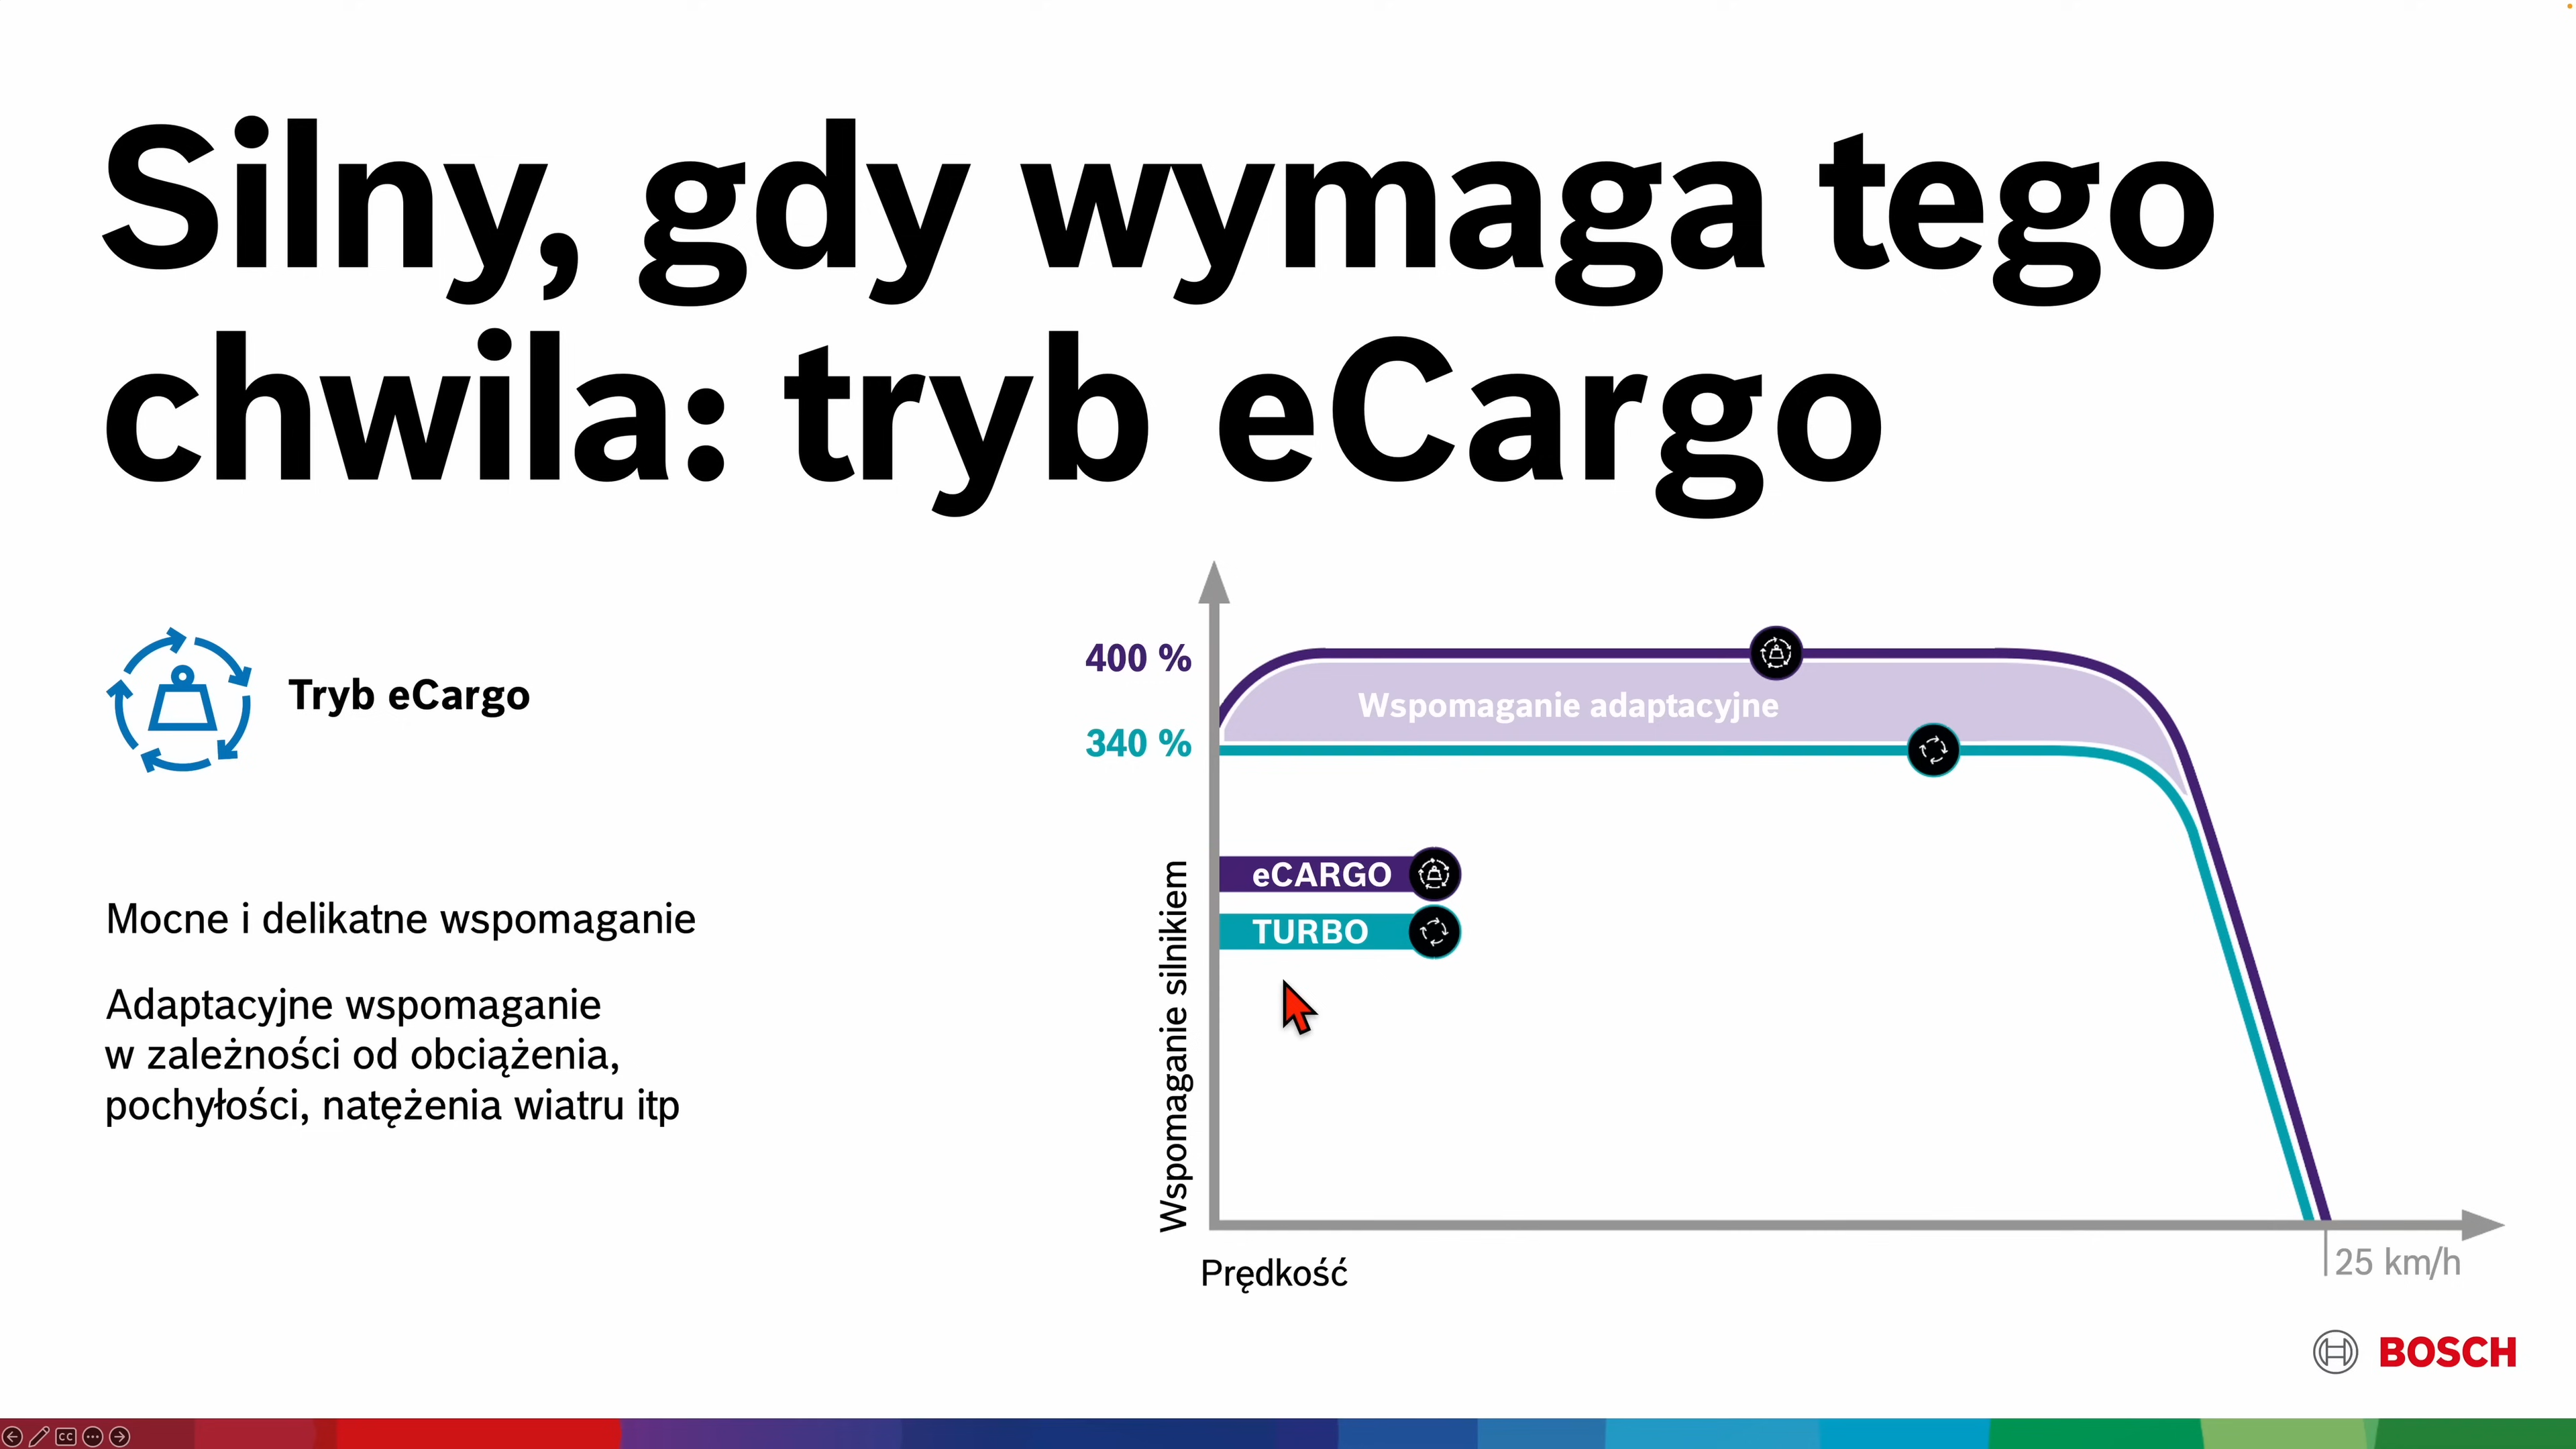 Silny, gdy wymaga tego
chwila: tryb eCargo
Tryb eCargo
Mocne i delikatne wspomaganie
Adaptacyjne wspomaganie
w zależności od obciążenia,
pochyłości, natężenia wiatru itp
400 %
Wspomaganie adaptacyjne
340 %
eCARGO
TURBO
Wspomaganie silnikiem
Prędkość
25 km/h
BOSCH
CC